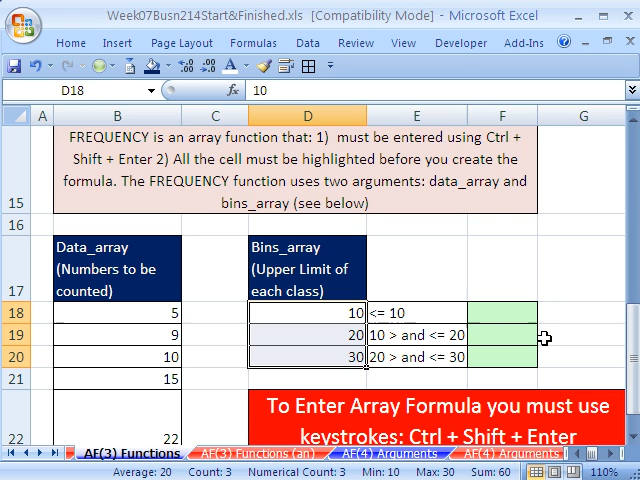 Week07Busn214Start&Finished.xls [Compatibility Mode] - Microsoft Excel
Home Insert Page Layout Formulas Data Review View Developer Add-Ins
D18 fx 10
A B C D E F G
FREQUENCY is an array function that: 1) must be entered using Ctrl +
Shift + Enter 2) All the cell must be highlighted before you create the
formula. The FREQUENCY function uses two arguments: data_array and
15 bins_array (see below)
16
Data_array Bins_array
(Numbers to be (Upper Limit of
17 counted) each class)
18 5 10 <= 10
19 9 20 10 > and <= 20
20 10 30 20 > and <= 30
21 15
To Enter Array Formula you must use
22 22 keystrokes: Ctrl + Shift + Enter
AF(3) Functions AF(3) Functions (an) AF(4) Arguments AF(4) Arguments
Average: 20 Count: 3 Numerical Count: 3 Min: 10 Max: 30 Sum: 60 110%